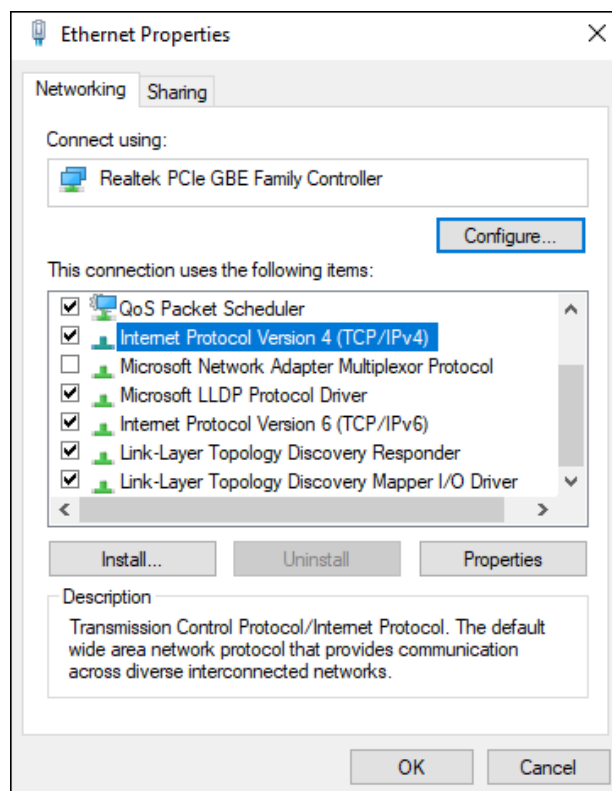 Ethernet Properties
Networking
Sharing
Connect using:
Realtek PCIe GBE Family Controller
Configure...
This connection uses the following items:
QoS Packet Scheduler
Internet Protocol Version 4 (TCP/IPv4)
Microsoft Network Adapter Multiplexor Protocol
Microsoft LLDP Protocol Driver
Internet Protocol Version 6 (TCP/IPv6)
Link-Layer Topology Discovery Responder
Link-Layer Topology Discovery Mapper I/O Driver
Install...
Uninstall
Properties
Description
Transmission Control Protocol/Internet Protocol. The default
wide area network protocol that provides communication
across diverse interconnected networks.
OK
Cancel